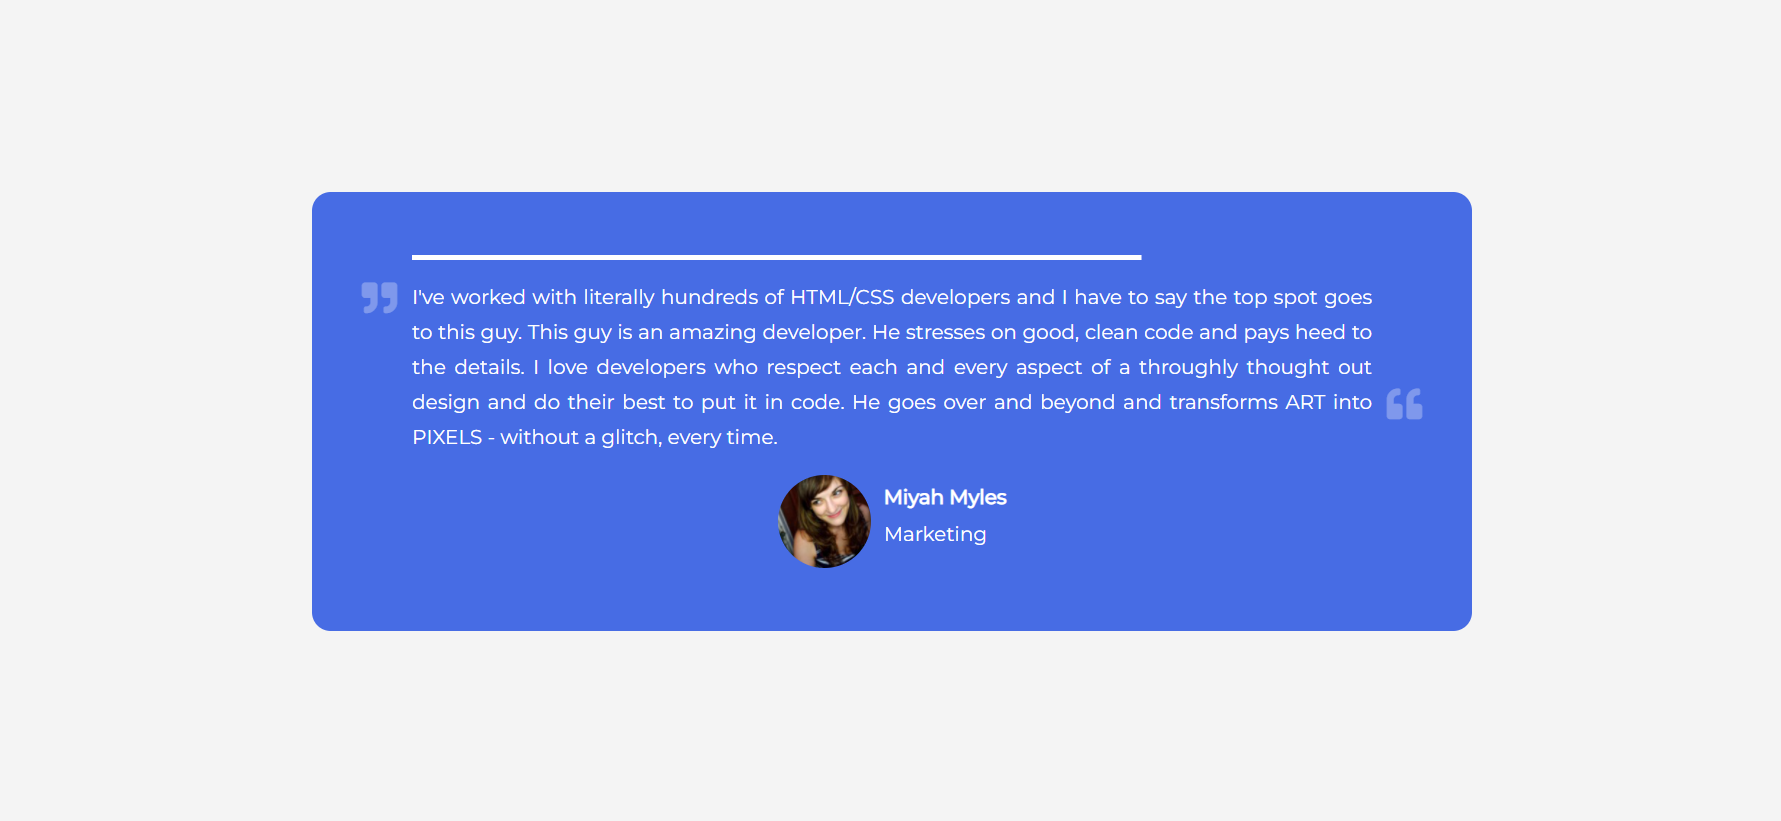 I've worked with literally hundreds of HTML/CSS developers and I have to say the top spot goes
to this guy. This guy is an amazing developer. He stresses on good, clean code and pays heed to
the details. I love developers who respect each and every aspect of a throughly thought out
design and do their best to put it in code. He goes over and beyond and transforms ART into
PIXELS - without a glitch, every time.
Miyah Myles
Marketing